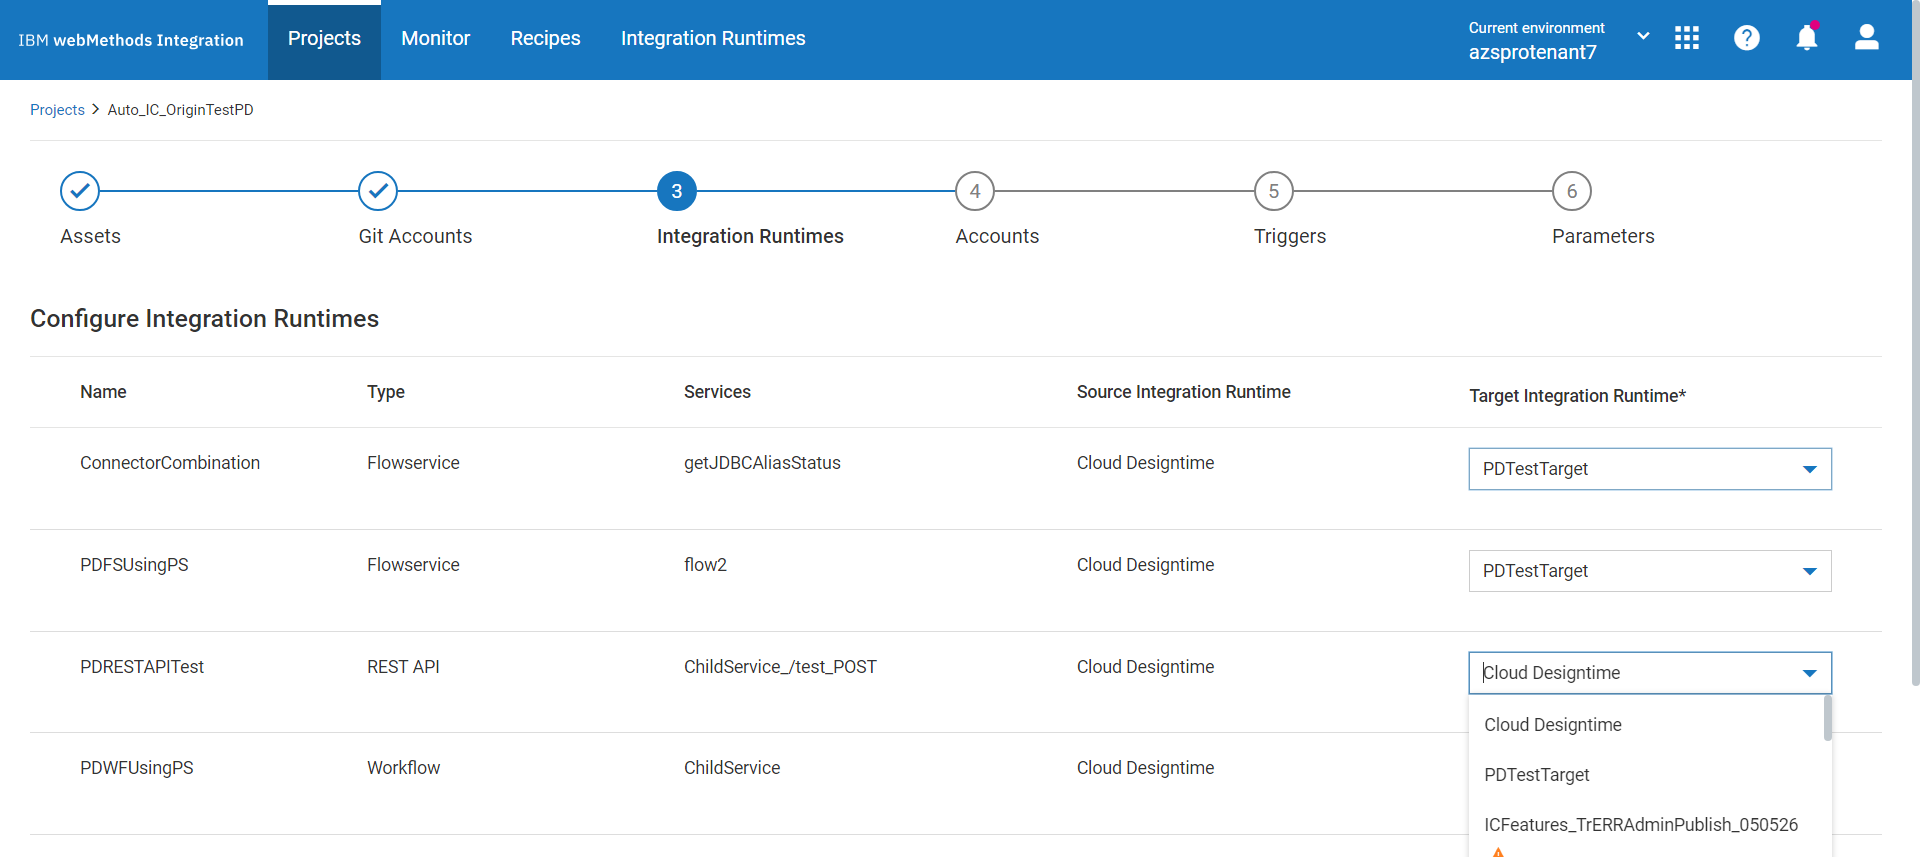 IBM webMethods Integration
Projects
Monitor
Recipes
Integration Runtimes
Current environment
azsprotenant7
?
Projects > Auto_IC_OriginTestPD
3
4
5
6
Assets
Git Accounts
Integration Runtimes
Accounts
Triggers
Parameters
Configure Integration Runtimes
Name
Type
Services
Source Integration Runtime
Target Integration Runtime*
ConnectorCombination
Flowservice
getJDBCAliasStatus
Cloud Designtime
PDTestTarget
PDFSUsingPS
Flowservice
flow2
Cloud Designtime
PDTestTarget
PDRESTAPITest
REST API
ChildService_/test_POST
Cloud Designtime
Cloud Designtime
Cloud Designtime
PDTestTarget
ICFeatures_TrERRAdminPublish_050526
PDWFUsingPS
Workflow
ChildService
Cloud Designtime